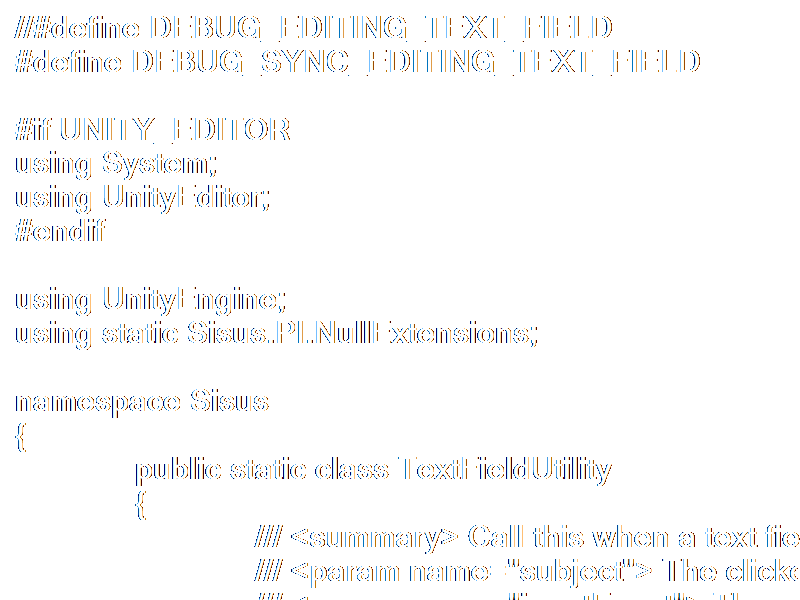 //#define DEBUG_EDITING_TEXT_FIELD
#define DEBUG_SYNC_EDITING_TEXT_FIELD
#if UNITY_EDITOR
using System;
using UnityEditor;
#endif
using UnityEngine;
using static Sisus.PI.NullExtensions;
namespace Sisus
{
public static class TextFieldUtility
{
/// <summary> Call this when a text fie
/// <param name="subject"> The clicke